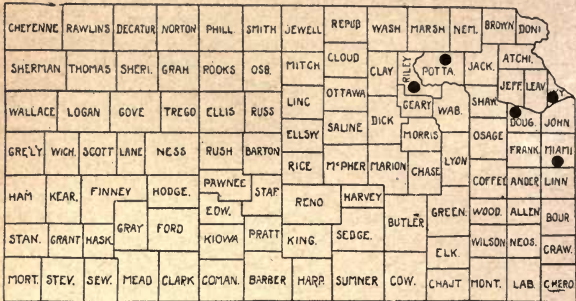 CHEYENNE RAWLINS DECATUR NORTON PHILL. SMITH JEWELL REPUB WASH MARSH NEM. BROWN DONI
SHERMAN THOMAS SHERI. GRAH ROOKS OSB. MITCH CLOUD CLAY RILEY POTTA. JACK. ATCHI.
JEFF. LEAV.
WALLACE LOGAN GOVE TREGO ELLIS RUSS LINC OTTAWA GEARY WAB. SHAW. DOUG. JOHN
ELLSW SALINE DICK MORRIS OSAGE
GRE'LY WICH. SCOTT LANE NESS RUSH BARTON RICE McPHER MARION CHASE LYON FRANK. MIAMI
HAM KEAR. FINNEY HODGE. PAWNEE STAF. RENO HARVEY COFFEE ANDER LINN
GRAY FORD EDW. BUTLER GREEN. WOOD. ALLEN BOUR.
STAN. GRANT HASK. KIOWA PRATT KING. SEDGE. ELK. WILSON NEOS. CRAW.
MORT. STEV. SEW. MEAD CLARK COMAN. BARBER HARP. SUMNER COW. CHAJT MONT. LAB. CHERO